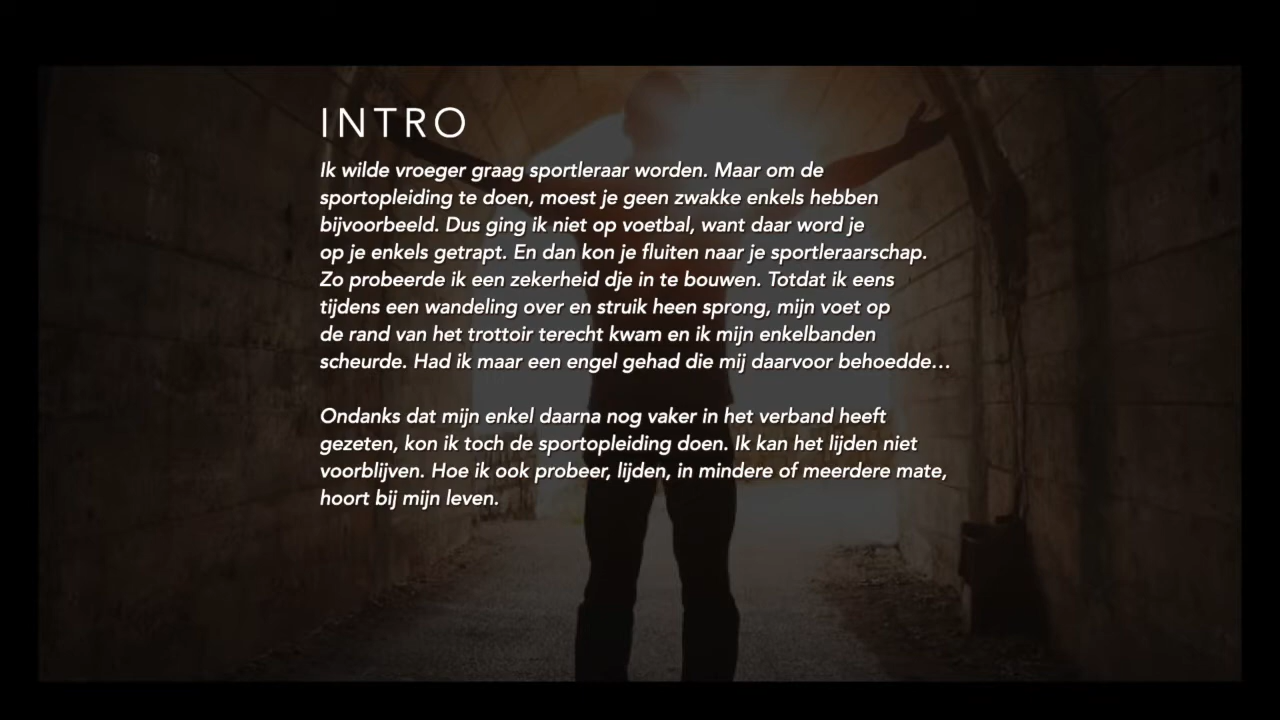 INTRO
Ik wilde vroeger graag sportleraar worden. Maar om de
sportopleiding te doen, moest je geen zwakke enkels hebben
bijvoorbeeld. Dus ging ik niet op voetbal, want daar word je
op je enkels getrapt. En dan kon je fluiten naar je sportleraarschap.
Zo probeerde ik een zekerheid dje in te bouwen. Totdat ik eens
tijdens een wandeling over en struik heen sprong, mijn voet op
de rand van het trottoir terecht kwam en ik mijn enkelbanden
scheurde. Had ik maar een engel gehad die mij daarvoor behoedde...
Ondanks dat mijn enkel daarna nog vaker in het verband heeft
gezeten, kon ik toch de sportopleiding doen. Ik kan het lijden niet
voorblijven. Hoe ik ook probeer, lijden, in mindere of meerdere mate,
hoort bij mijn leven.